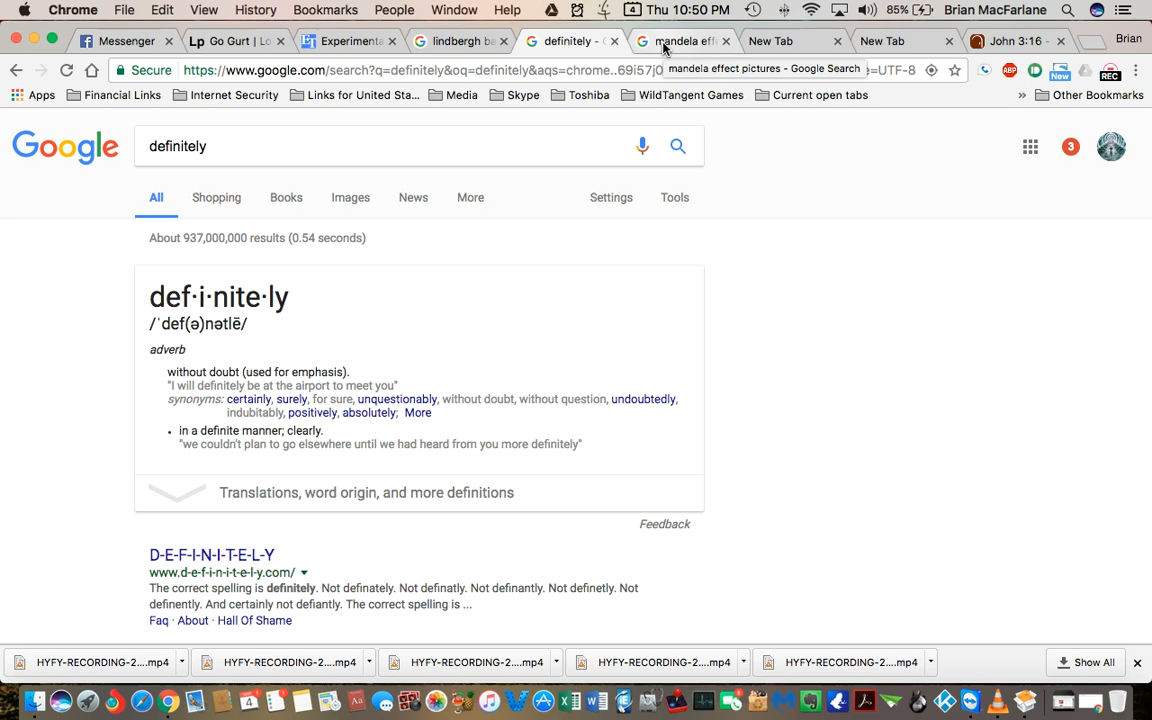 Chrome File Edit View History Bookmarks People Window Help 4 Thu 10:50 PM 85% Brian MacFarlane
Messenger Lp Go Gurt | Lo Experimenta lindbergh ba definitely - G mandela eff New Tab New Tab John 3:16 - Brian
Secure https://www.google.com/search?q=definitely&oq=definitely&aqs=chrome..69i57j0 =UTF-8 ABP New REC
mandela effect pictures - Google Search
Apps Financial Links Internet Security Links for United Sta... Media Skype Toshiba WildTangent Games Current open tabs » Other Bookmarks
Google definitely 3
All Shopping Books Images News More Settings Tools
About 937,000,000 results (0.54 seconds)
def·i·nite·ly
/ˈdef(ə)nətlē/
adverb
without doubt (used for emphasis).
"I will definitely be at the airport to meet you"
synonyms: certainly, surely, for sure, unquestionably, without doubt, without question, undoubtedly,
indubitably, positively, absolutely; More
• in a definite manner; clearly.
"we couldn't plan to go elsewhere until we had heard from you more definitely"
Translations, word origin, and more definitions
Feedback
D-E-F-I-N-I-T-E-L-Y
www.d-e-f-i-n-i-t-e-l-y.com/
The correct spelling is definitely. Not definately. Not definatly. Not definantly. Not definetly. Not
definently. And certainly not defiantly. The correct spelling is ...
Faq · About · Hall Of Shame
HYFY-RECORDING-2....mp4 HYFY-RECORDING-2....mp4 HYFY-RECORDING-2....mp4 HYFY-RECORDING-2....mp4 HYFY-RECORDING-2....mp4 Show All